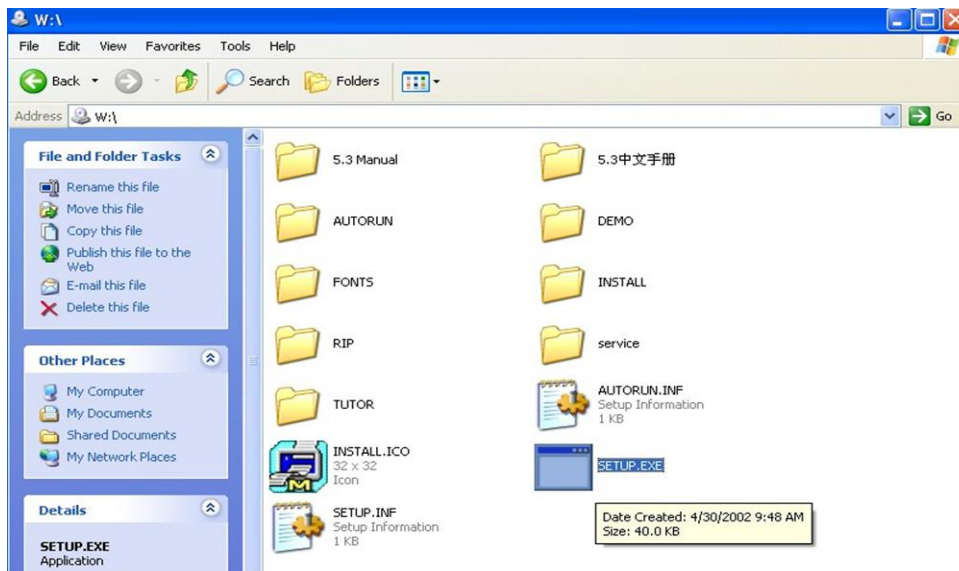 W:\
File Edit View Favorites Tools Help
Back Search Folders
Address W:\ Go
File and Folder Tasks
Rename this file
Move this file
Copy this file
Publish this file to the
Web
E-mail this file
Delete this file
Other Places
My Computer
My Documents
Shared Documents
My Network Places
Details
SETUP.EXE
Application
5.3 Manual
5.3中文手册
AUTORUN
DEMO
FONTS
INSTALL
RIP
service
TUTOR
AUTORUN.INF
Setup Information
1 KB
INSTALL.ICO
32 x 32
Icon
SETUP.EXE
SETUP.INF
Setup Information
1 KB
Date Created: 4/30/2002 9:48 AM
Size: 40.0 KB